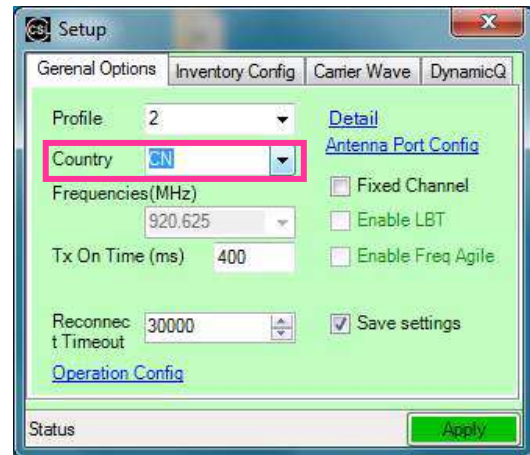 CSL Setup
Gerenal Options Inventory Config Carrier Wave DynamicQ
Profile 2 Detail
Country CN Antenna Port Config
Frequencies(MHz) Fixed Channel
920.625 Enable LBT
Tx On Time (ms) 400 Enable Freq Agile
Reconnec
t Timeout 30000 Save settings
Operation Config
Status Apply